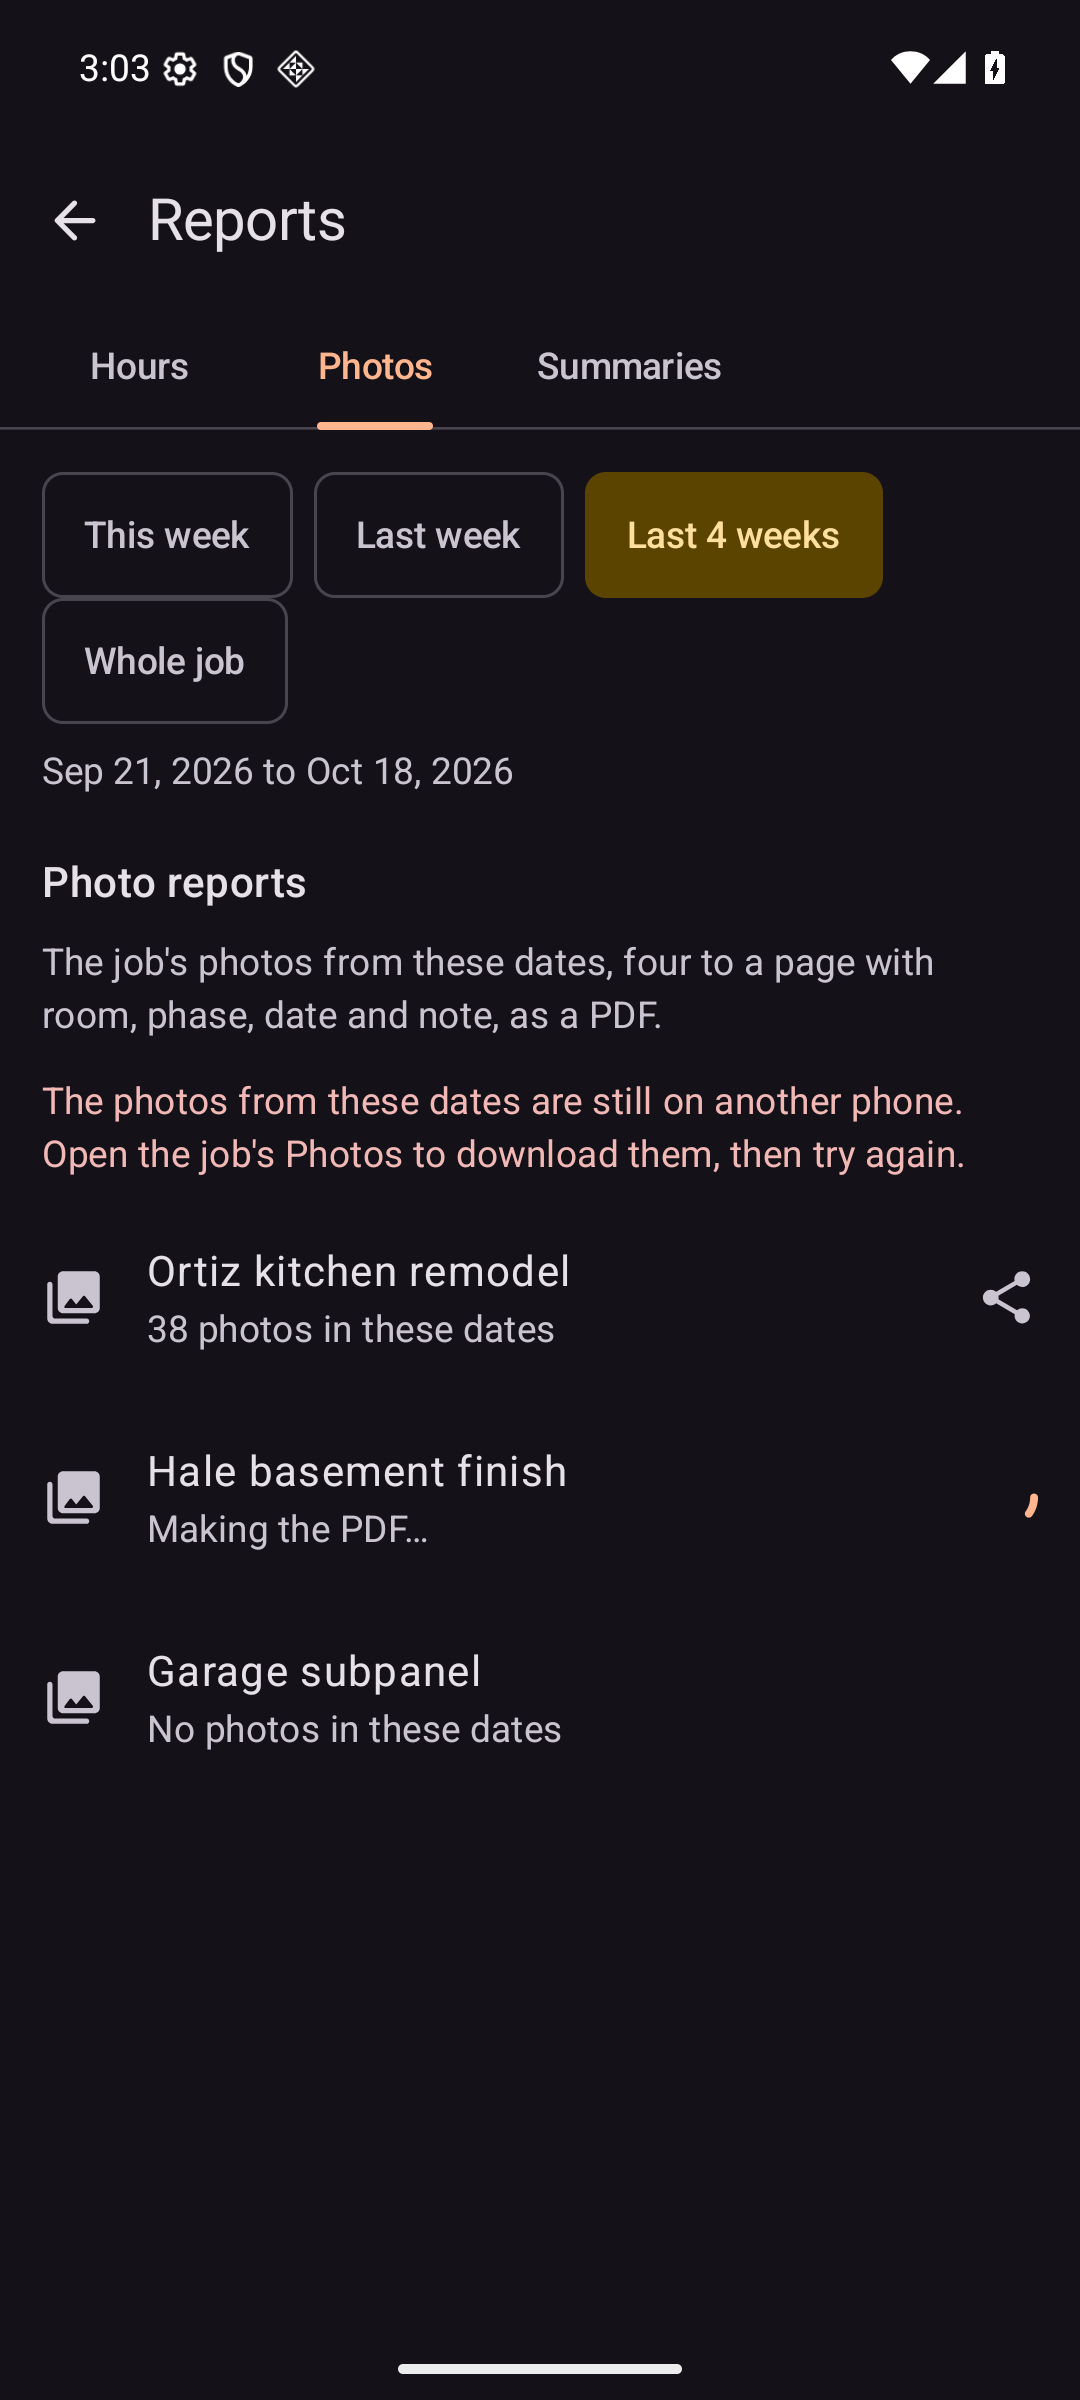 3:03
Reports
Hours Photos Summaries
This week Last week Last 4 weeks
Whole job
Sep 21, 2026 to Oct 18, 2026
Photo reports
The job's photos from these dates, four to a page with
room, phase, date and note, as a PDF.
The photos from these dates are still on another phone.
Open the job's Photos to download them, then try again.
Ortiz kitchen remodel
38 photos in these dates
Hale basement finish
Making the PDF…
Garage subpanel
No photos in these dates